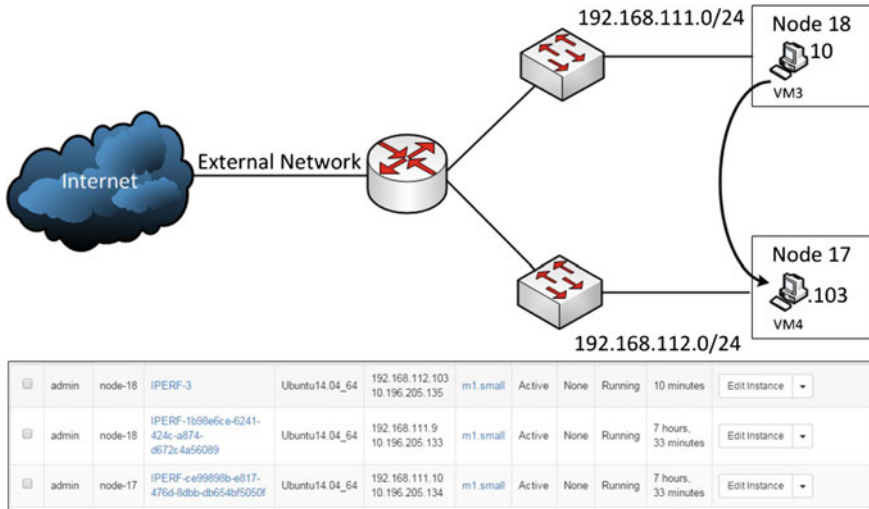 192.168.111.0/24
Node 18
.10
VM3
External Network
Internet
Node 17
.103
VM4
192.168.112.0/24
admin node-18 IPERF-3 Ubuntu14.04_64 192.168.112.103 10.196.205.135 m1.small Active None Running 10 minutes Edit Instance
admin node-18 IPERF-1b98e6ce-6241-424c-a874-d672c4a56089 Ubuntu14.04_64 192.168.111.9 10.196.205.133 m1.small Active None Running 7 hours, 33 minutes Edit Instance
admin node-17 IPERF-ce99898b-e817-476d-8dbb-db654bf5050f Ubuntu14.04_64 192.168.111.10 10.196.205.134 m1.small Active None Running 7 hours, 33 minutes Edit Instance